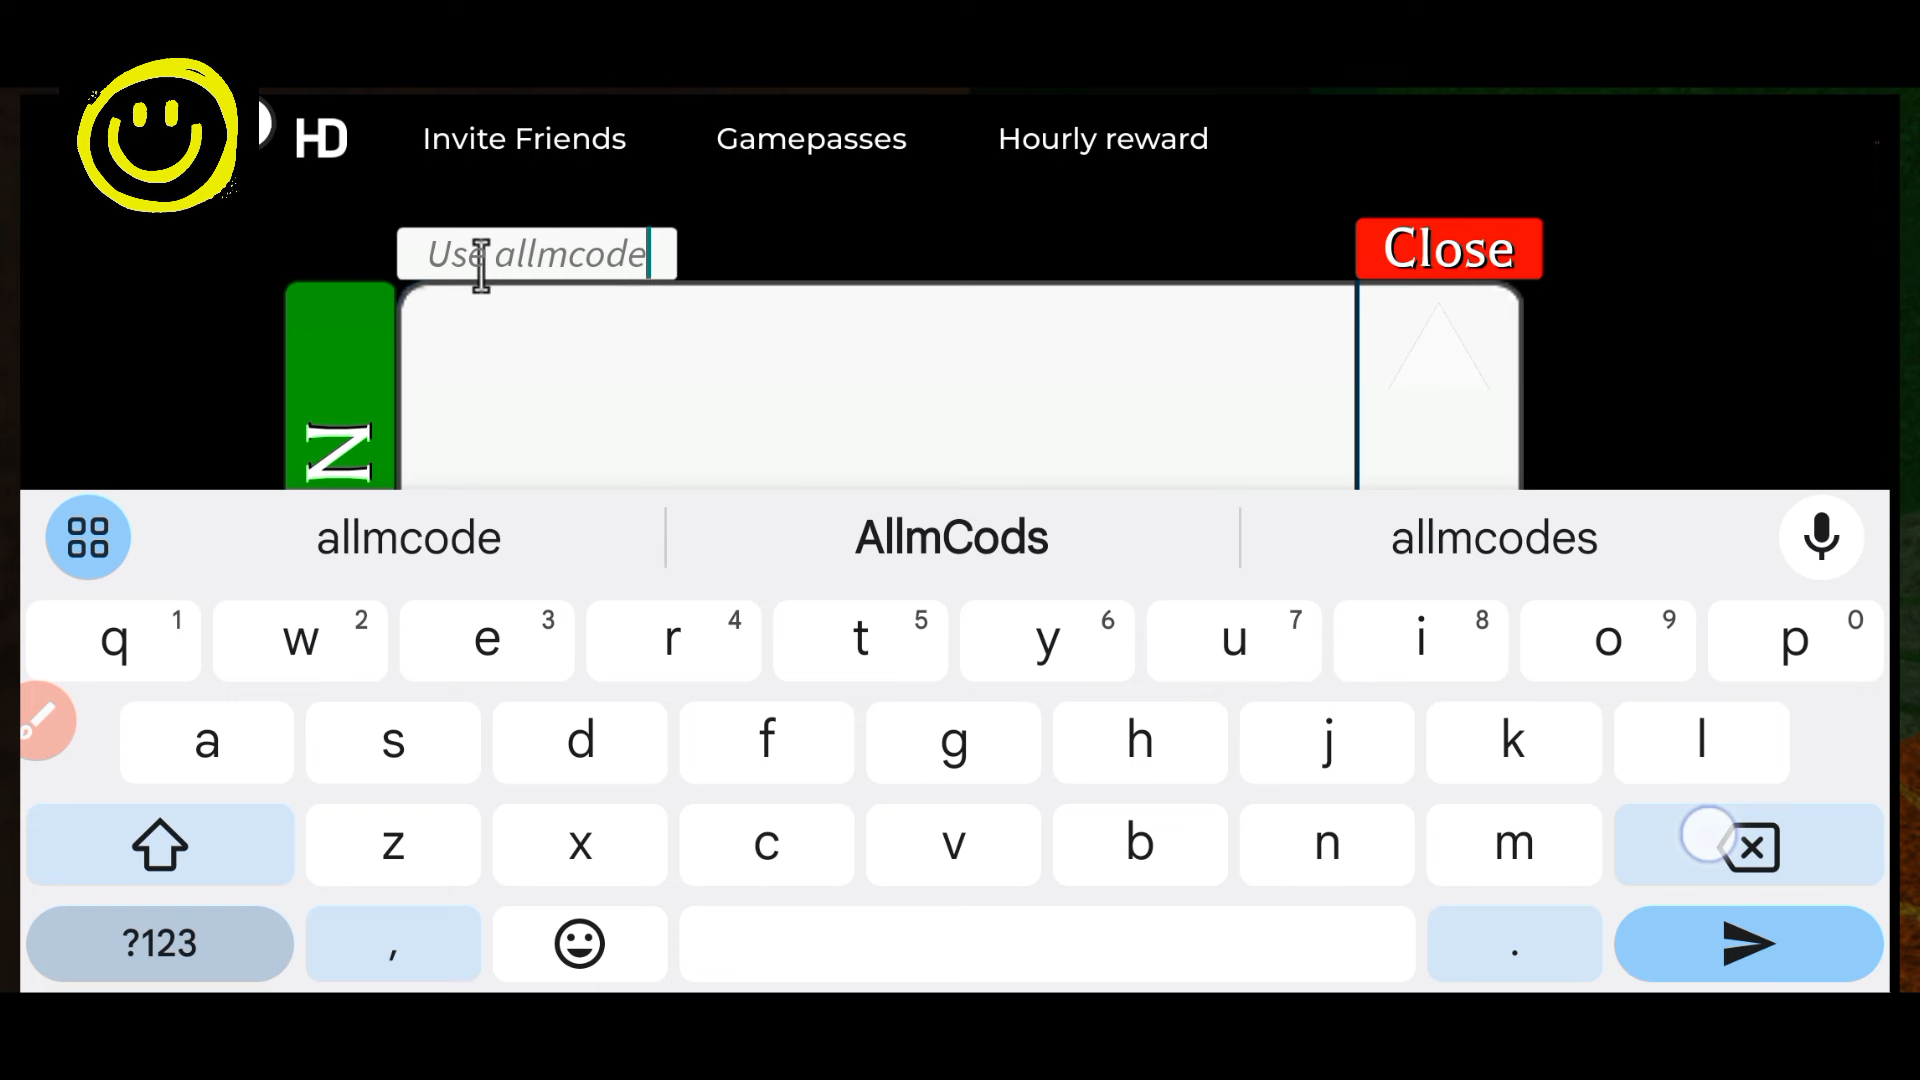 HD Invite Friends Gamepasses Hourly reward
Use allmcode
Close
N
allmcode AllmCods allmcodes
q 1 w 2 e 3 r 4 t 5 y 6 u 7 i 8 o 9 p 0
a s d f g h j k l
z x c v b n m
?123 , .